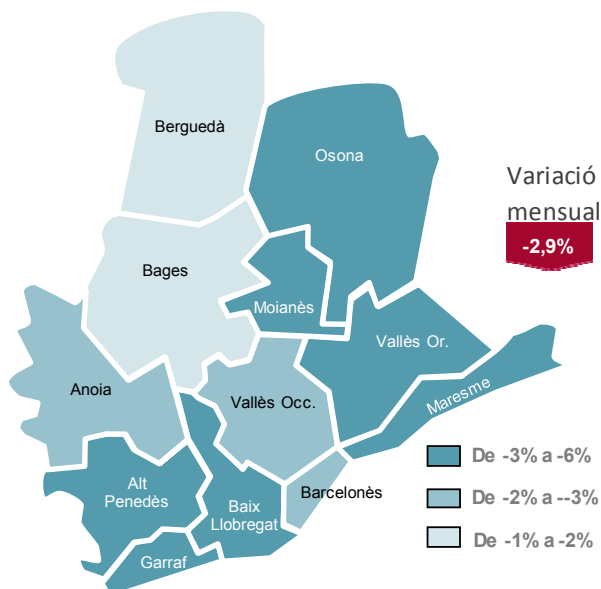 Berguedà
Osona
Variació
mensual
-2,9%
Bages
Moianès
Vallès Or.
Maresme
Anoia
Vallès Occ.
Alt
Penedès
Baix
Llobregat
Barcelonès
Garraf
De -3% a -6%
De -2% a --3%
De -1% a -2%